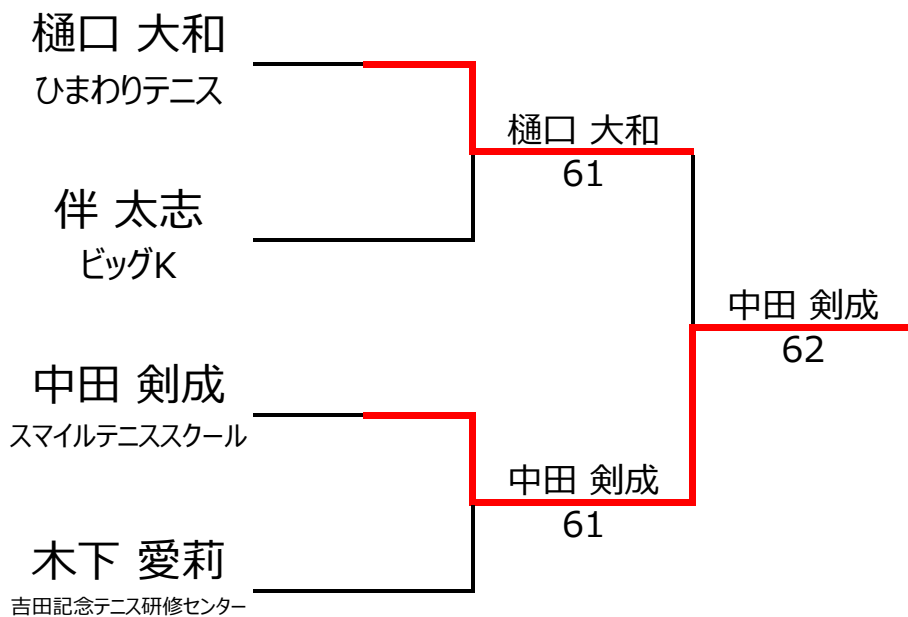 樋口 大和
ひまわりテニス
樋口 大和
61
伴 太志
ビッグK
中田 剣成
62
中田 剣成
スマイルテニススクール
中田 剣成
61
木下 愛莉
吉田記念テニス研修センター